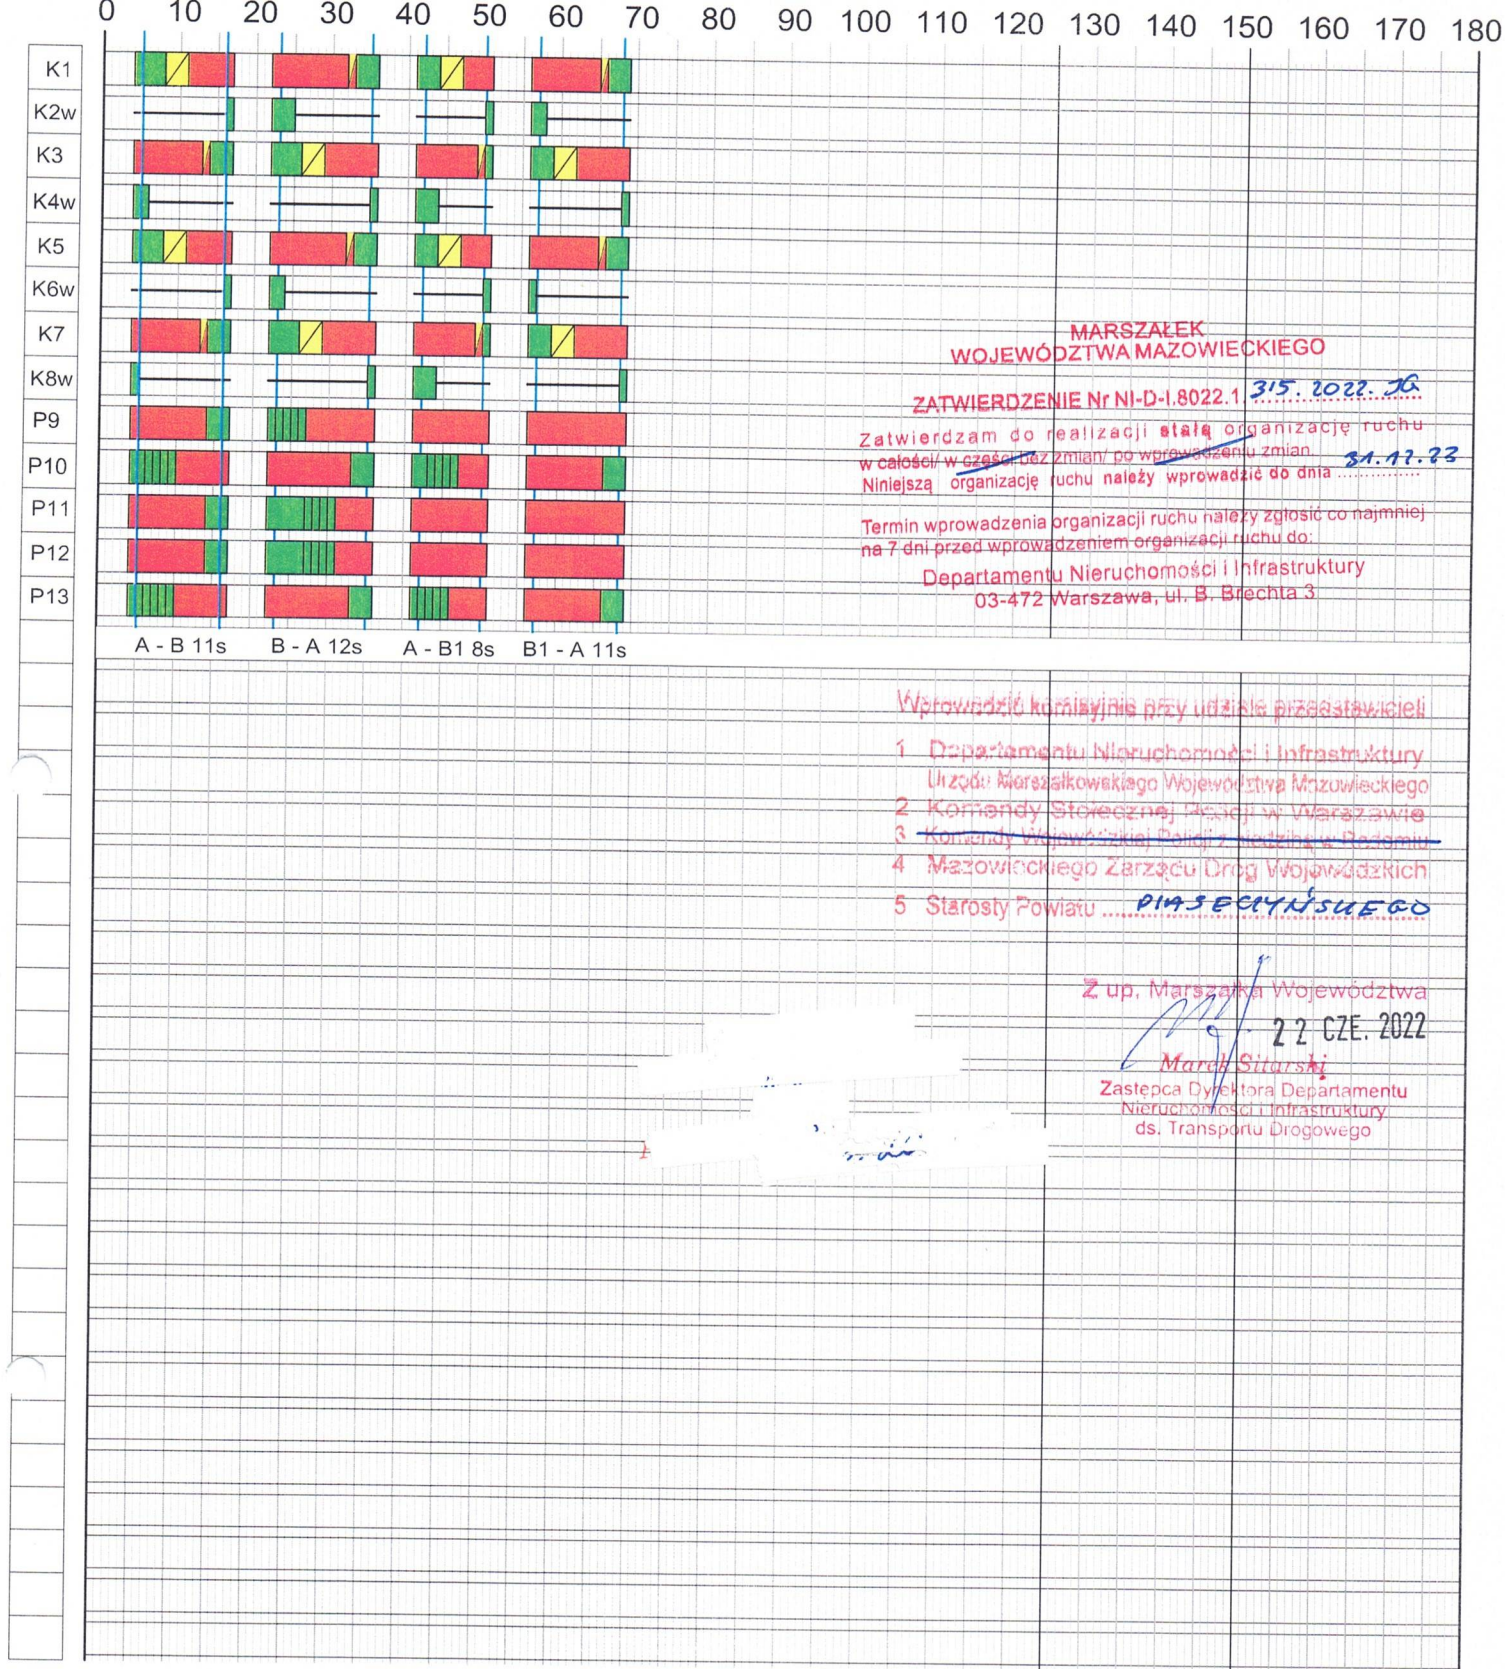 0 10 20 30 40 50 60 70 80 90 100 110 120 130 140 150 160 170 180
K1
K2w
K3
K4w
K5
K6w
K7
K8w
P9
P10
P11
P12
P13
A - B 11s B - A 12s A - B1 8s B1 - A 11s
MARSZAŁEK
WOJEWÓDZTWA MAZOWIECKIEGO
ZATWIERDZENIE Nr NI-D-I.8022.1.315.2022.JG
Zatwierdzam do realizacji stałą organizację ruchu
w całości/ w części bez zmian/ po wprowadzeniu zmian.
Niniejszą organizację ruchu należy wprowadzić do dnia 31.12.23
Termin wprowadzenia organizacji ruchu należy zgłosić co najmniej
na 7 dni przed wprowadzeniem organizacji ruchu do:
Departamentu Nieruchomości i Infrastruktury
03-472 Warszawa, ul. B. Brechta 3
Wprowadzić komisyjnie przy udziale przedstawicieli
1 Departamentu Nieruchomości i Infrastruktury
Urzędu Marszałkowskiego Województwa Mazowieckiego
2 Komendy Stołecznej Policji w Warszawie
3 Komendy Wojewódzkiej Policji z siedzibą w Radomiu
4 Mazowieckiego Zarządu Dróg Wojewódzkich
5 Starosty Powiatu PIASECZYŃSKIEGO
Z up. Marszałka Województwa
22 CZE. 2022
Marek Sitarski
Zastępca Dyrektora Departamentu
Nieruchomości i Infrastruktury
ds. Transportu Drogowego